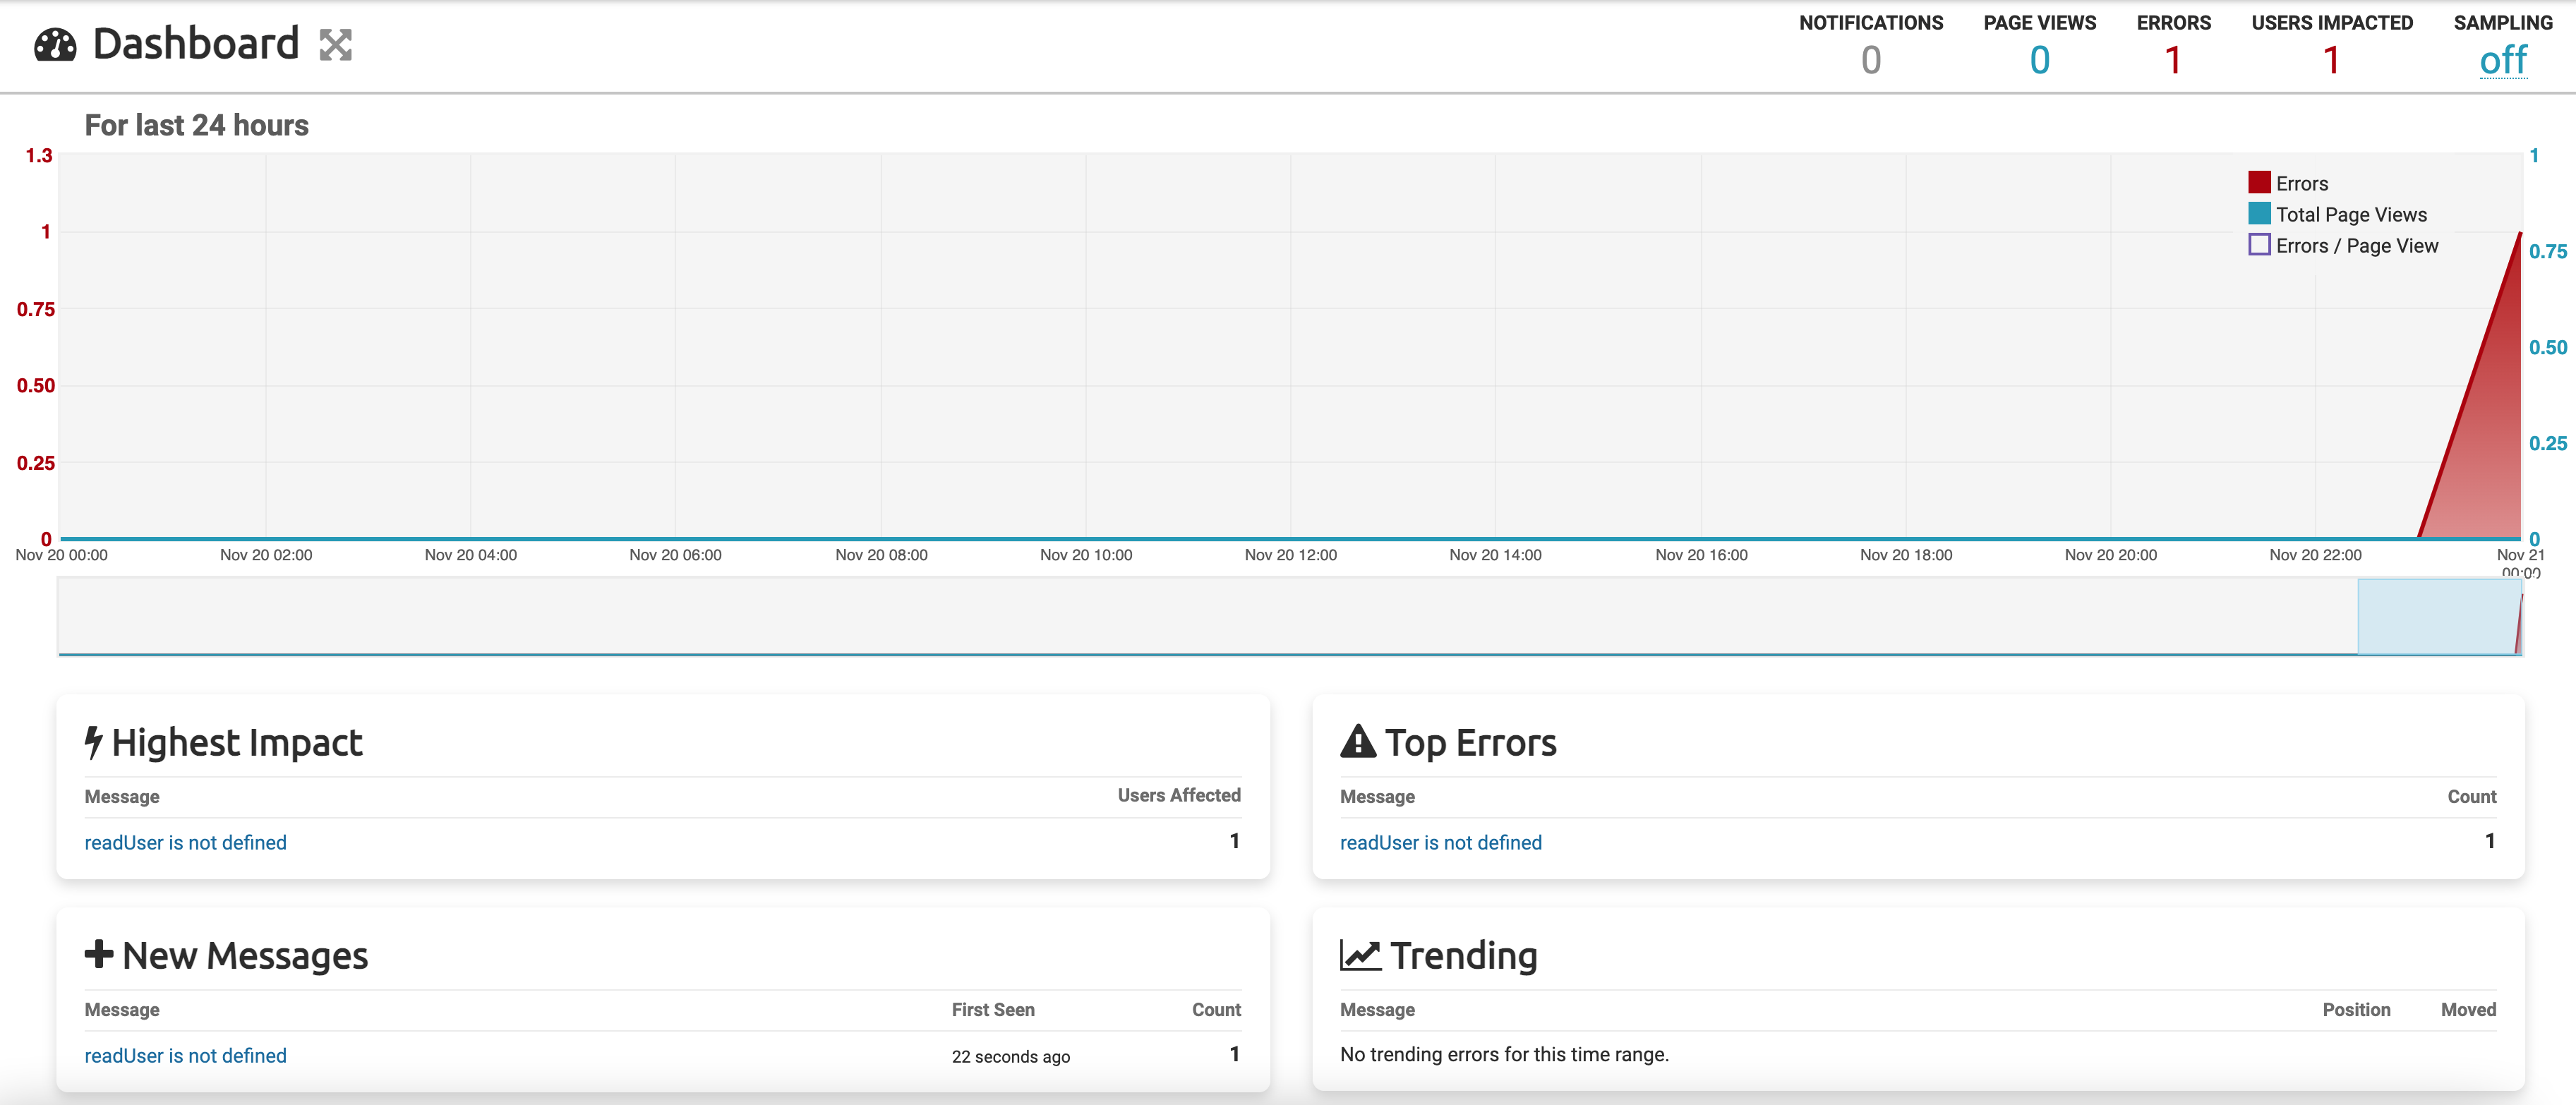 Dashboard
NOTIFICATIONS PAGE VIEWS ERRORS USERS IMPACTED SAMPLING
0 0 1 1 off
For last 24 hours
1.3
1
0.75
0.50
0.25
0
1
0.75
0.50
0.25
0
Errors
Total Page Views
Errors / Page View
Nov 20 00:00 Nov 20 02:00 Nov 20 04:00 Nov 20 06:00 Nov 20 08:00 Nov 20 10:00 Nov 20 12:00 Nov 20 14:00 Nov 20 16:00 Nov 20 18:00 Nov 20 20:00 Nov 20 22:00 Nov 21
00:00
Highest Impact
Message Users Affected
readUser is not defined 1
Top Errors
Message Count
readUser is not defined 1
New Messages
Message First Seen Count
readUser is not defined 22 seconds ago 1
Trending
Message Position Moved
No trending errors for this time range.